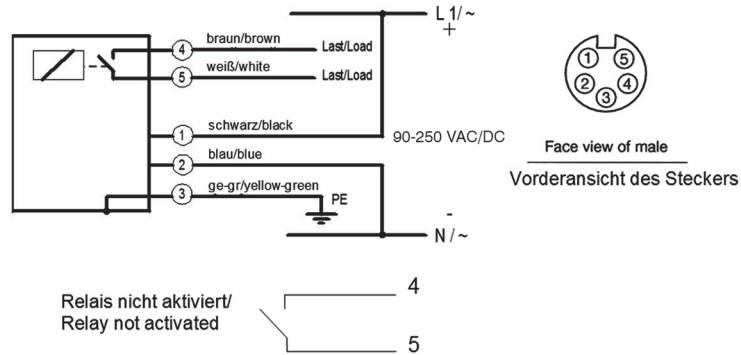 L 1/~
+
4 braun/brown Last/Load
5 weiß/white Last/Load
1 schwarz/black
90-250 VAC/DC
2 blau/blue
3 ge-gr/yellow-green
PE
-
N/~
1 5
2 4
3
Face view of male
Vorderansicht des Steckers
Relais nicht aktiviert/
Relay not activated
4
5